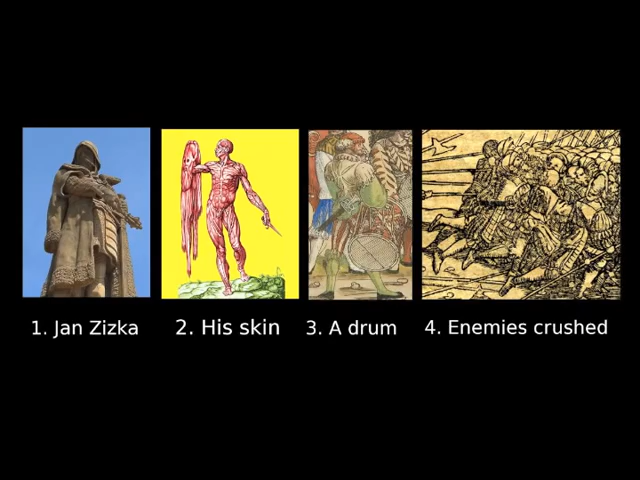 1. Jan Zizka
2. His skin
3. A drum
4. Enemies crushed